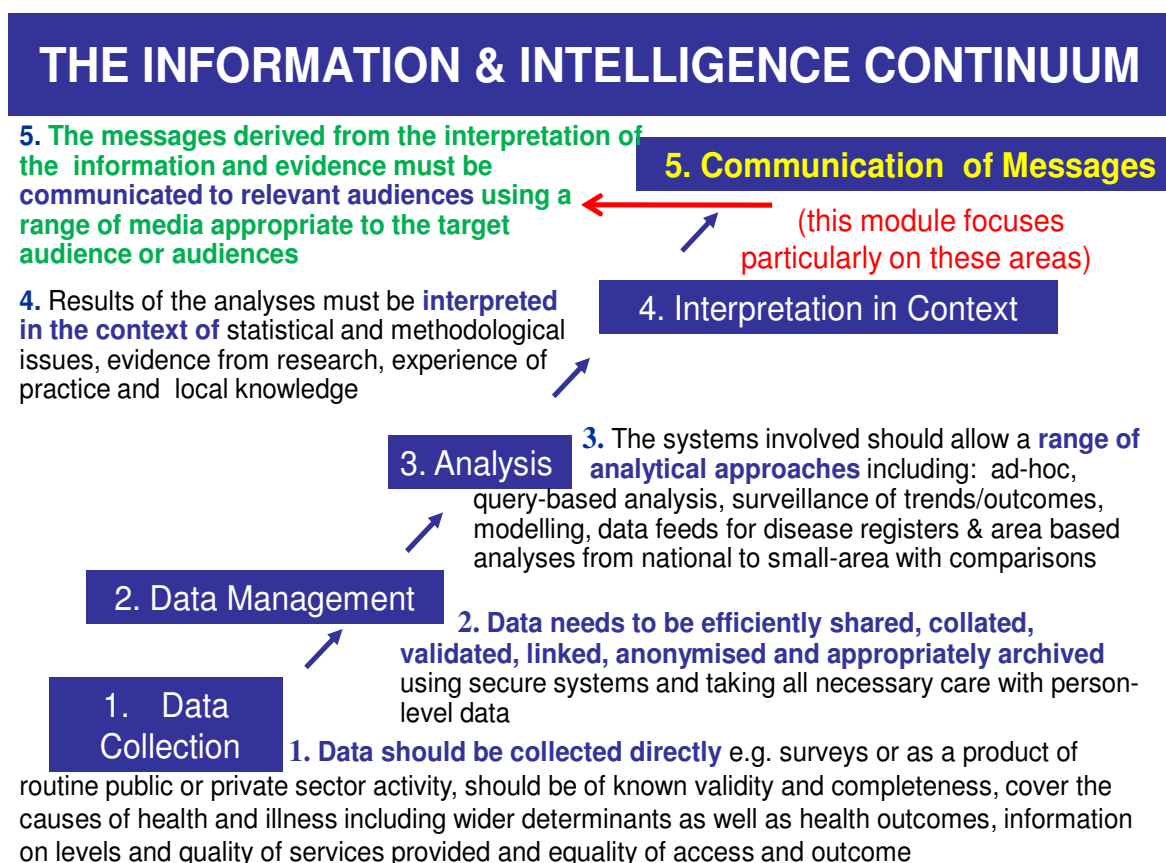 THE INFORMATION & INTELLIGENCE CONTINUUM
5. The messages derived from the interpretation of
the information and evidence must be
communicated to relevant audiences using a
range of media appropriate to the target
audience or audiences
5. Communication of Messages
(this module focuses
particularly on these areas)
4. Results of the analyses must be interpreted
in the context of statistical and methodological
issues, evidence from research, experience of
practice and local knowledge
4. Interpretation in Context
3. Analysis
3. The systems involved should allow a range of
analytical approaches including: ad-hoc,
query-based analysis, surveillance of trends/outcomes,
modelling, data feeds for disease registers & area based
analyses from national to small-area with comparisons
2. Data Management
2. Data needs to be efficiently shared, collated,
validated, linked, anonymised and appropriately archived
using secure systems and taking all necessary care with person-
level data
1. Data
Collection
1. Data should be collected directly e.g. surveys or as a product of
routine public or private sector activity, should be of known validity and completeness, cover the
causes of health and illness including wider determinants as well as health outcomes, information
on levels and quality of services provided and equality of access and outcome